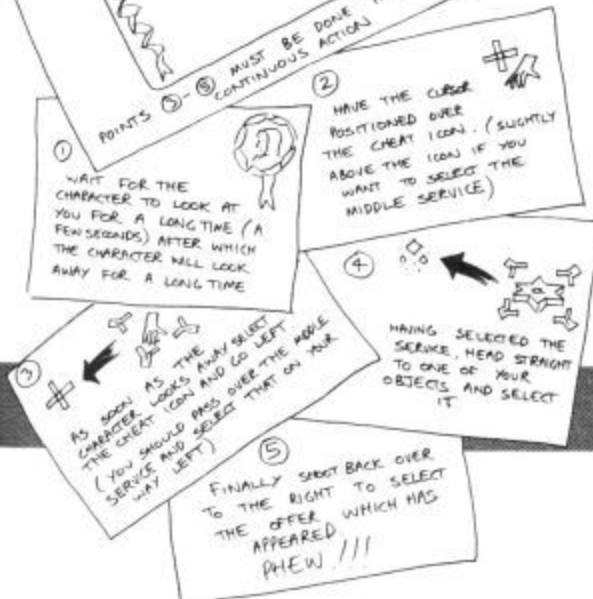 POINTS ③-⑤ MUST BE DONE
CONTINUOUS ACTION
①
WAIT FOR THE
CHARACTER TO LOOK AT
YOU FOR A LONG TIME (A
FEW SECONDS) AFTER WHICH
THE CHARACTER WILL LOOK
AWAY FOR A LONG TIME
②
HAVE THE CURSOR
POSITIONED OVER
THE CHEAT ICON. (SLIGHTLY
ABOVE THE ICON IF YOU
WANT TO SELECT THE
MIDDLE SERVICE)
③
AS SOON AS THE
CHARACTER LOOKS AWAY SELECT
THE CHEAT ICON AND GO LEFT
(YOU SHOULD PASS OVER THE MIDDLE
SERVICE AND SELECT THAT ON YOUR
WAY LEFT)
④
HAVING SELECTED THE
SERVICE, HEAD STRAIGHT
TO ONE OF YOUR
OBJECTS AND SELECT
IT
⑤
FINALLY SHOOT BACK OVER
TO THE RIGHT TO SELECT
THE OFFER WHICH HAS
APPEARED
PHEW!!!